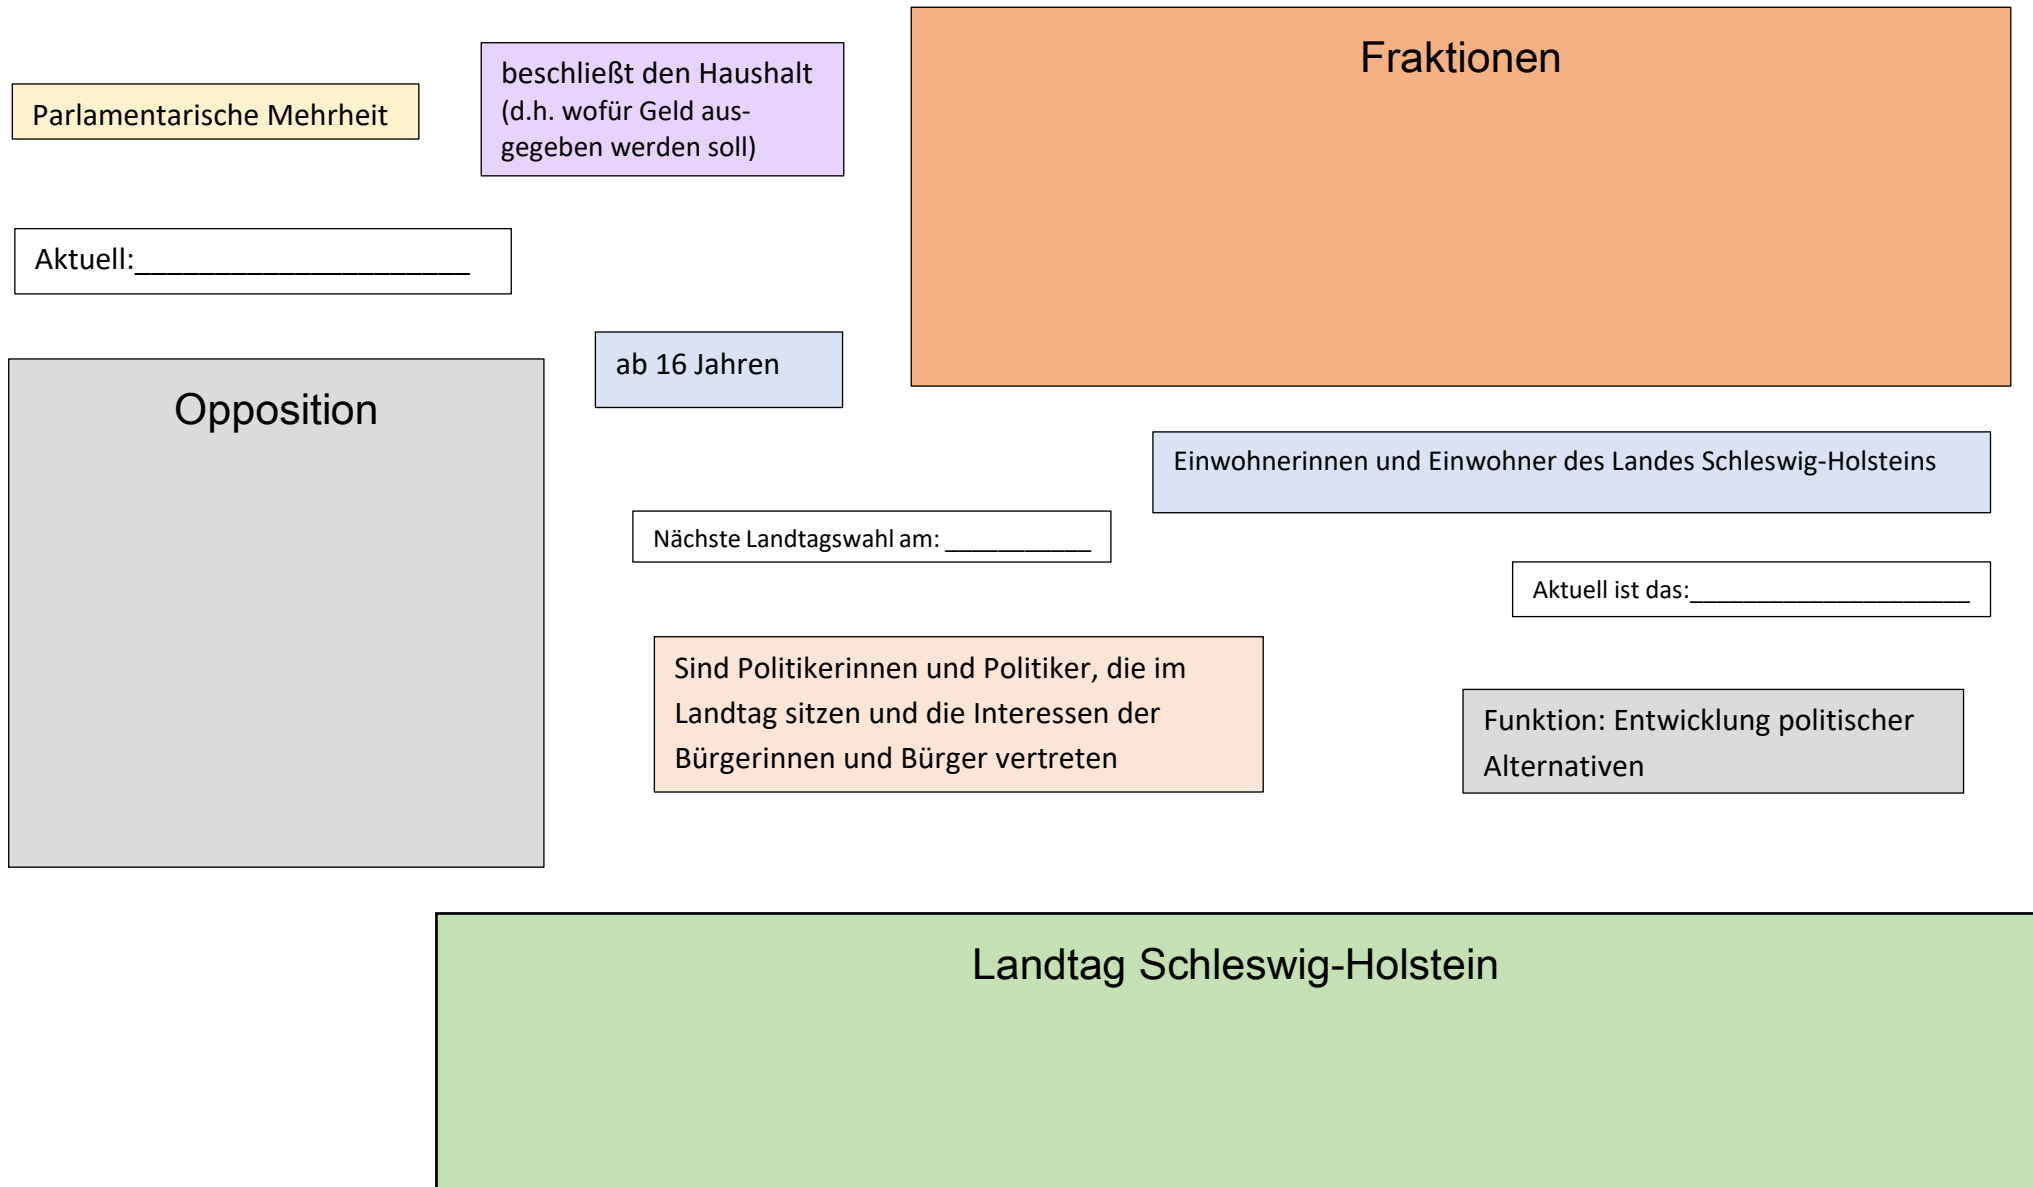 Parlamentarische Mehrheit
beschließt den Haushalt
(d.h. wofür Geld aus-
gegeben werden soll)
Fraktionen
Aktuell:_____________________
ab 16 Jahren
Opposition
Einwohnerinnen und Einwohner des Landes Schleswig-Holsteins
Nächste Landtagswahl am: ___________
Aktuell ist das:_____________________
Sind Politikerinnen und Politiker, die im
Landtag sitzen und die Interessen der
Bürgerinnen und Bürger vertreten
Funktion: Entwicklung politischer
Alternativen
Landtag Schleswig-Holstein